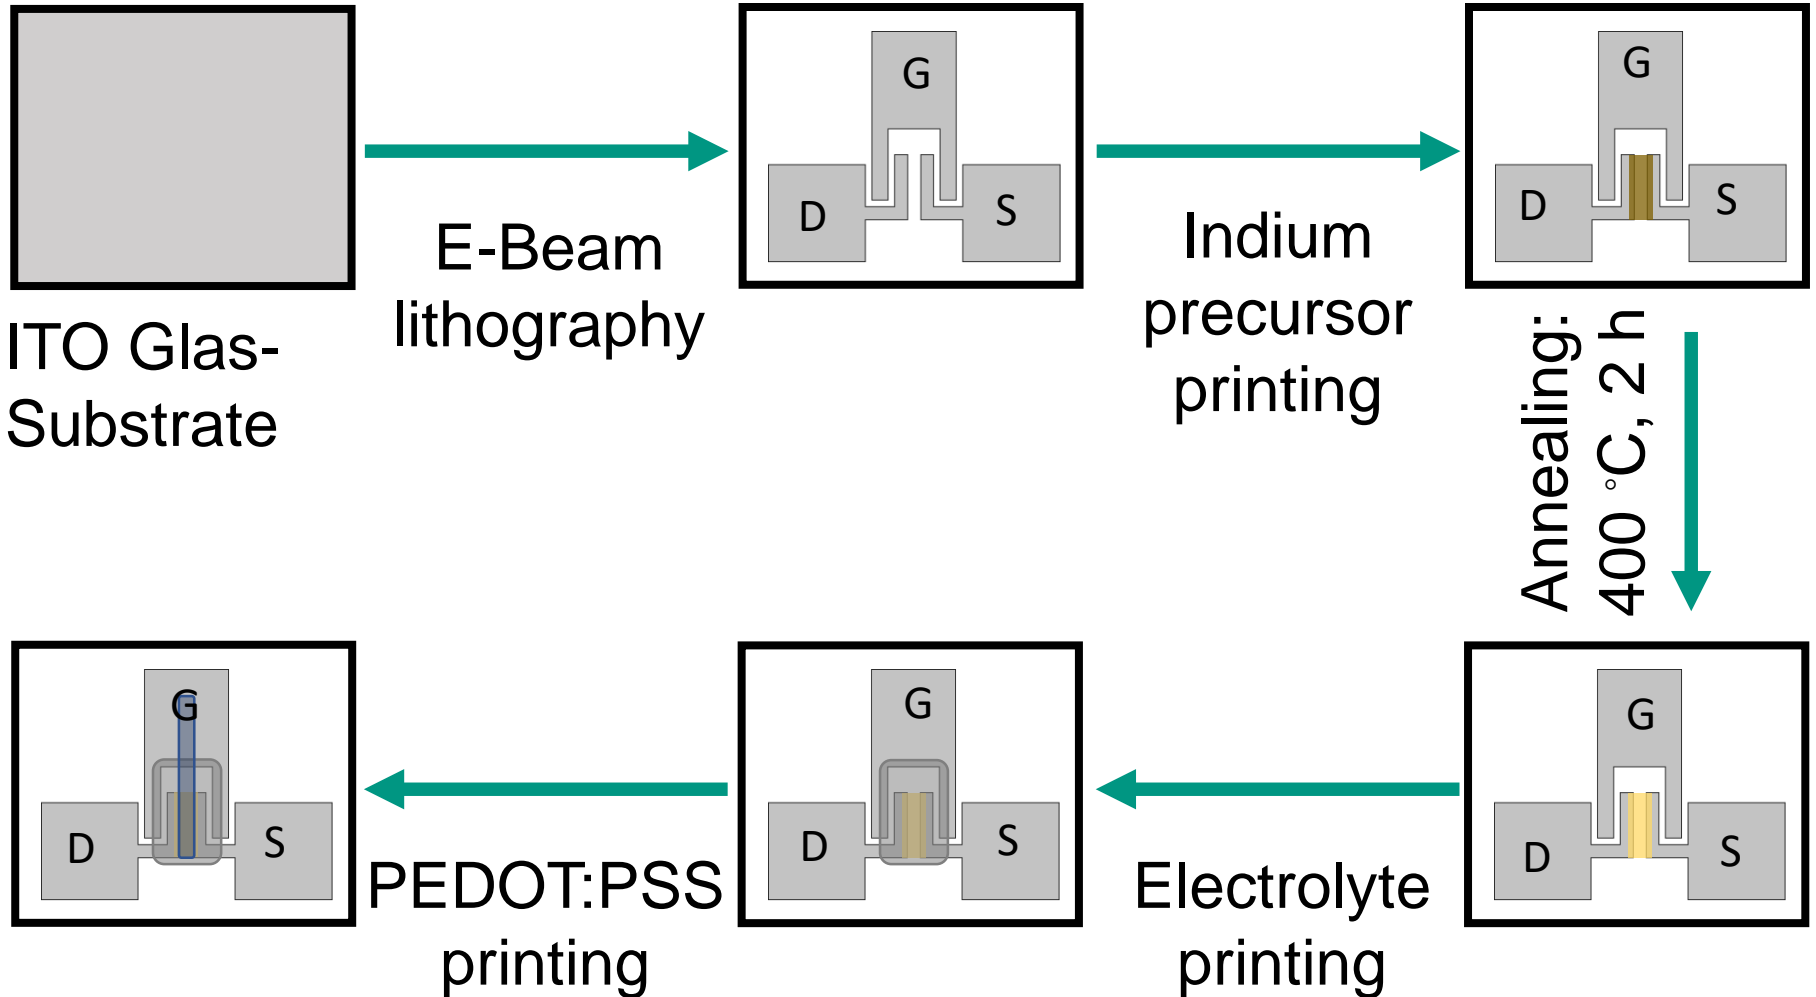 ITO Glas-
Substrate
E-Beam
lithography
G
D
S
Indium
precursor
printing
G
D
S
Annealing:
400 °C, 2 h
G
D
S
Electrolyte
printing
G
D
S
PEDOT:PSS
printing
G
D
S